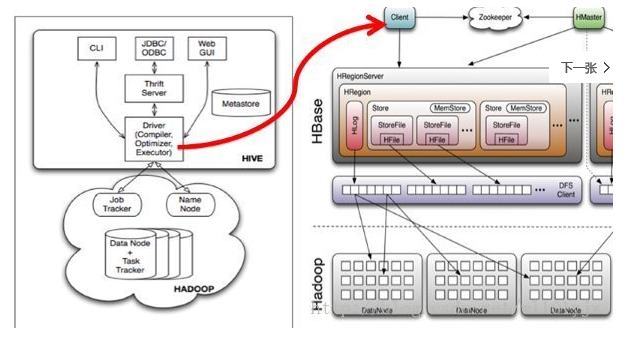 CLI
JDBC/
ODBC
Web
GUI
Thrift
Server
Metastore
Driver
(Compiler,
Optimizer,
Executor)
HIVE
Job
Tracker
Name
Node
Data Node
+
Task
Tracker
HADOOP
Client
Zookeeper
HMaster
下一张
HBase
HRegionServer
HRegion
HLog
Store
MemStore
StoreFile
HFile
StoreFile
HFile
...
Store
MemStore
StoreFile
HFile
...
...
DFS
Client
...
Hadoop
DataNode
DataNode
DataNode